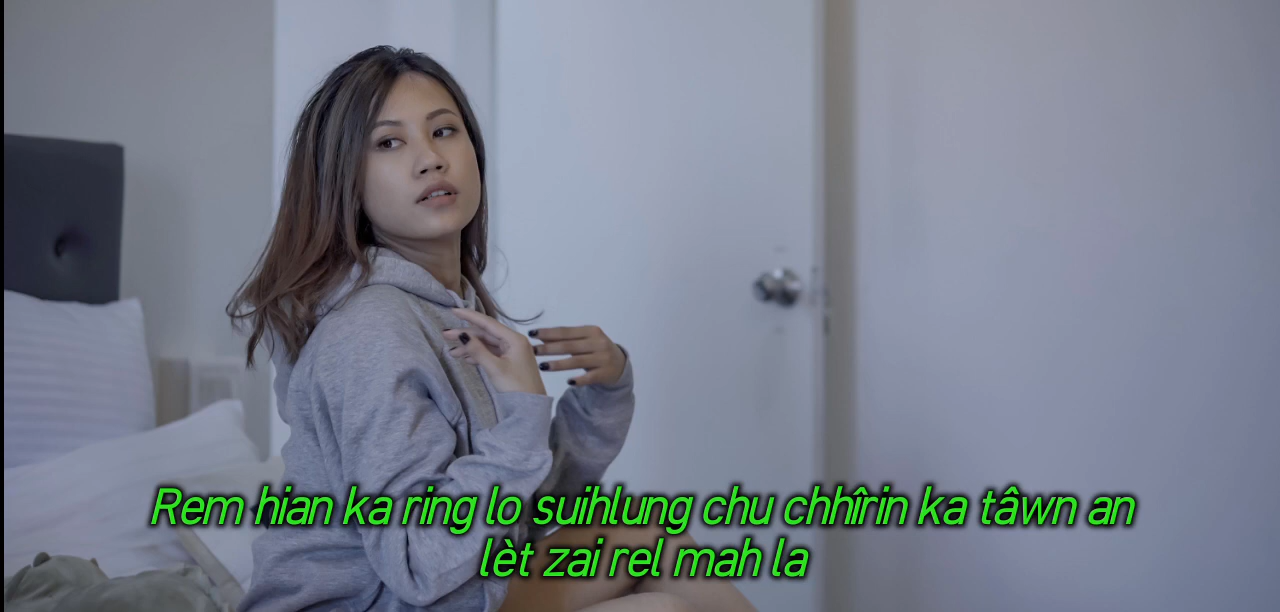 Rem hian ka ring lo suihlung chu chhîrin ka tâwn an
lèt zai rel mah la